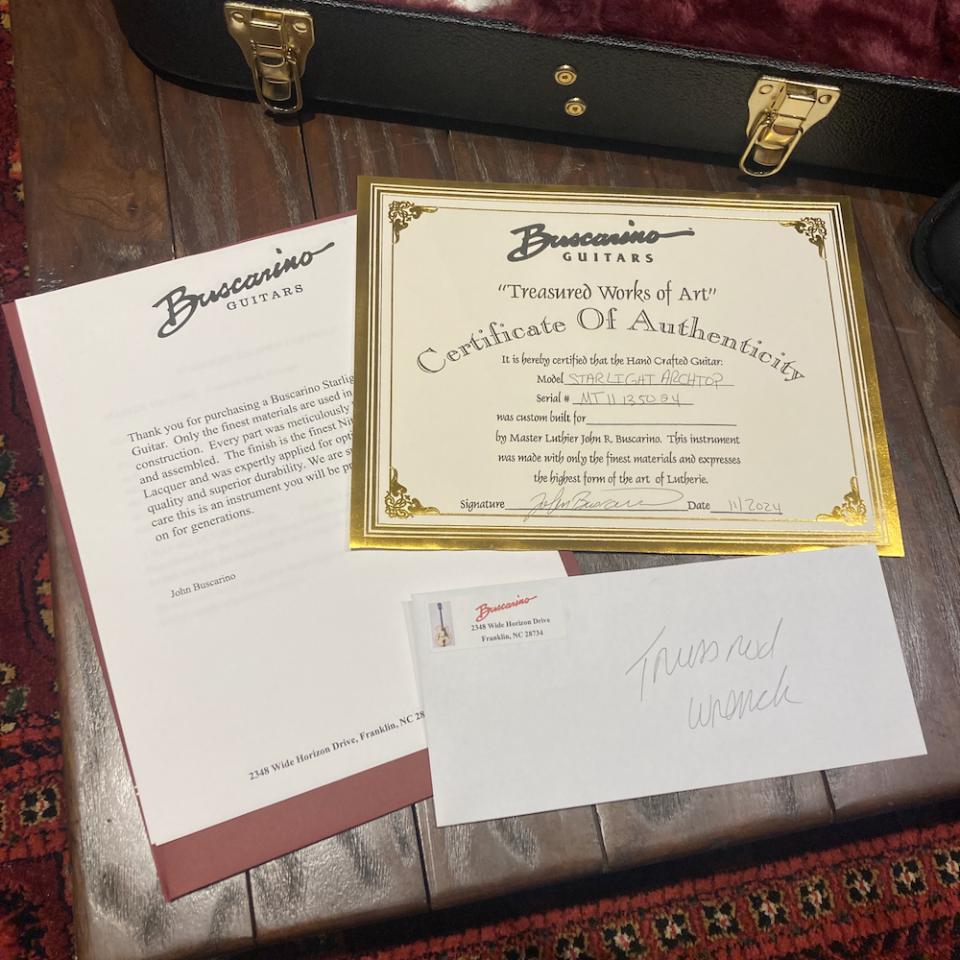 Buscarino
GUITARS
Thank you for purchasing a Buscarino
Guitar. Only the finest materials are used in
construction. Every part was meticulously
and assembled. The finish is the finest
Lacquer and was expertly applied for
quality and superior durability. We are
care this is an instrument you will be
on for generations.
John Buscarino
2348 Wide Horizon Drive, Franklin, NC
Buscarino
GUITARS
"Treasured Works of Art"
Certificate Of Authenticity
It is hereby certified that the Hand Crafted Guitar:
Model STARLIGHT ARCHTOP
Serial #
was custom built for
by Master Luthier John R. Buscarino. This instrument
was made with only the finest materials and expresses
the highest form of the art of Lutherie.
Signature John Buscarino Date 11/2024
Buscarino
2348 Wide Horizon Drive
Franklin, NC 28734
Truss rod
wrench